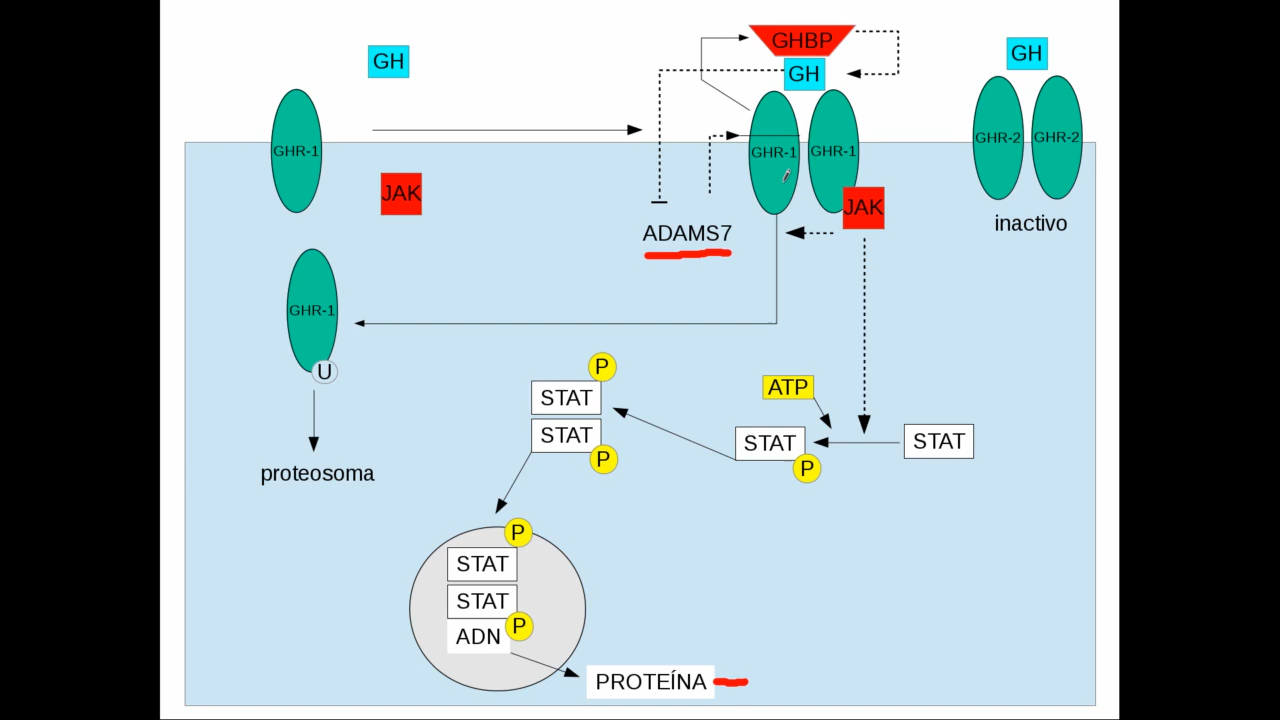 GHBP
GH
GH
GH
GHR-1
GHR-1
GHR-1
GHR-2
GHR-2
JAK
JAK
inactivo
ADAMS7
GHR-1
U
P
STAT
ATP
STAT
P
STAT
P
STAT
proteosoma
P
STAT
STAT
P
ADN
PROTEÍNA